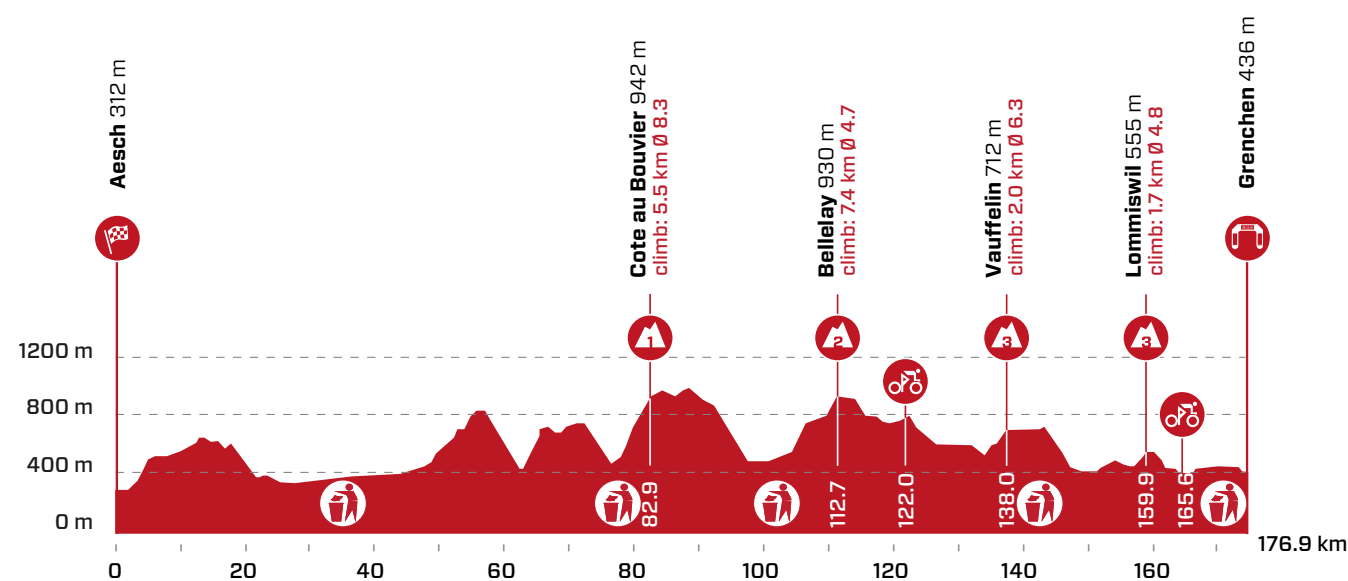 Aesch 312 m
Cote au Bouvier 942 m
climb: 5.5 km Ø 8.3
Bellelay 930 m
climb: 7.4 km Ø 4.7
Vauffelin 712 m
climb: 2.0 km Ø 6.3
Lommiswil 555 m
climb: 1.7 km Ø 4.8
Grenchen 436 m
1
2
3
3
1200 m
800 m
400 m
0 m
82.9
112.7
122.0
138.0
159.9
165.6
176.9 km
0
20
40
60
80
100
120
140
160